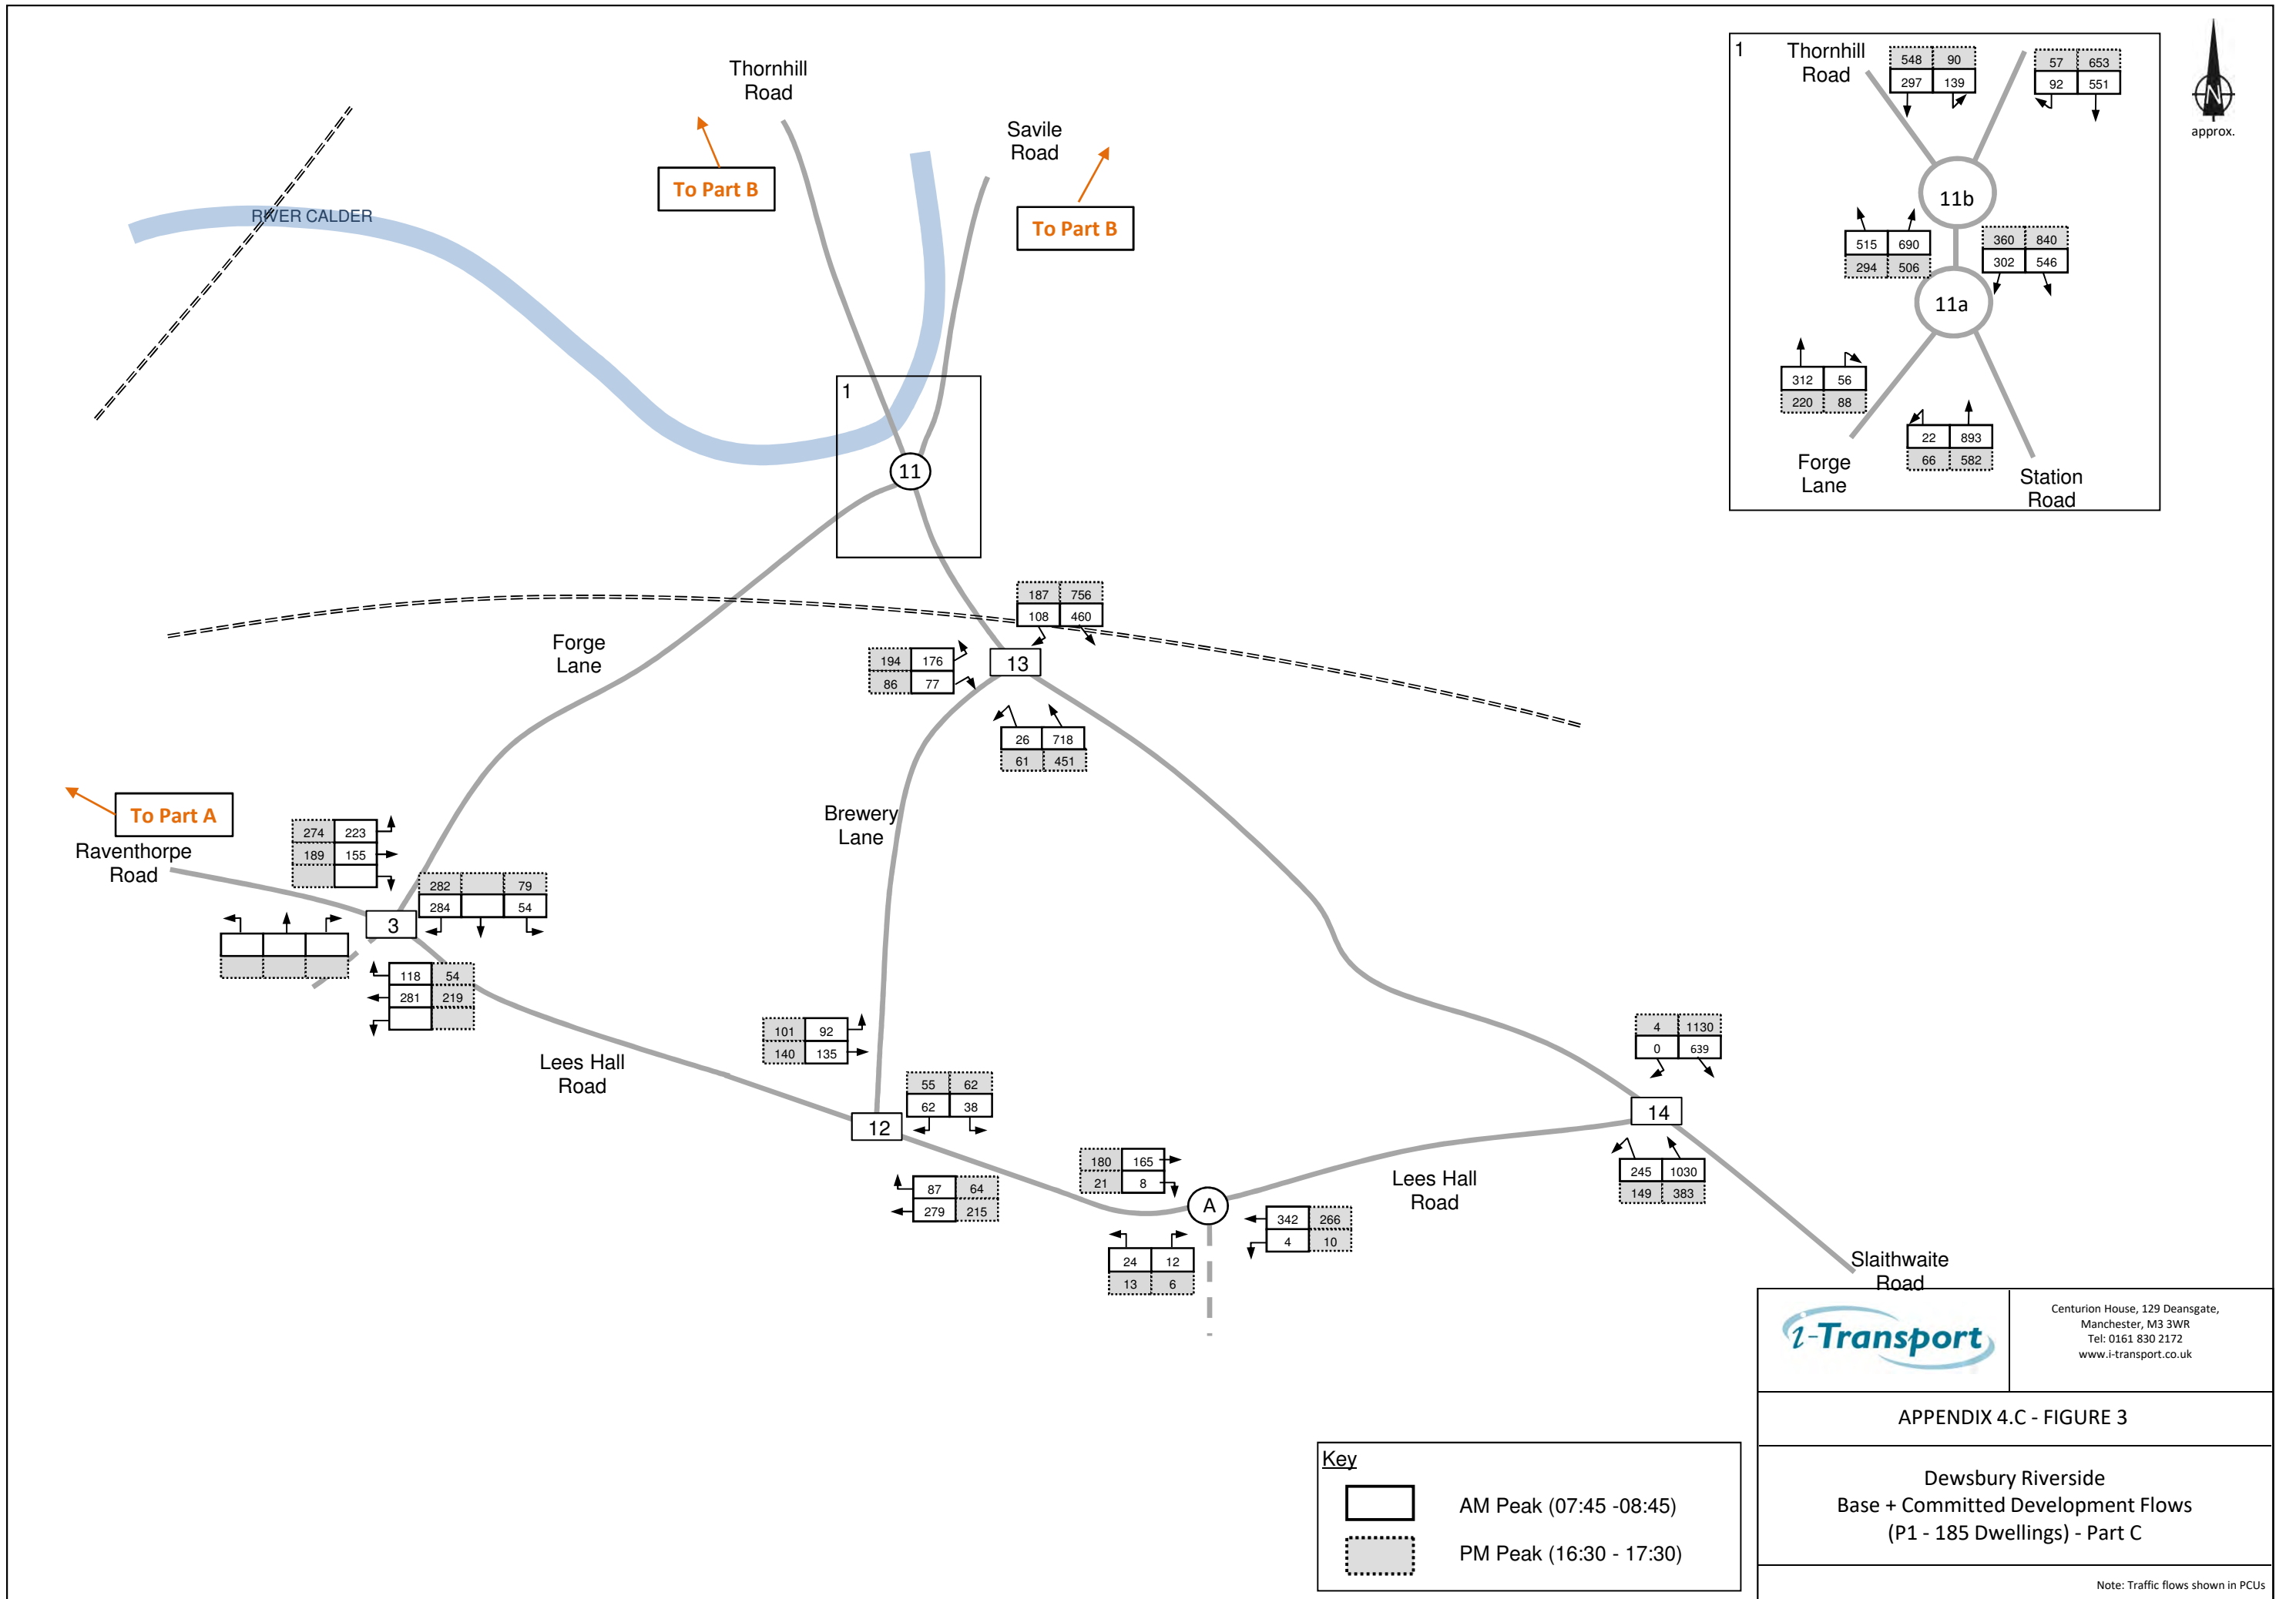 Thornhill
Road
Savile
Road
To Part B
To Part B
RIVER CALDER
1
11
1
Thornhill
Road
548 90
297 139
57 653
92 551
11b
515 690
294 506
360 840
302 546
11a
312 56
220 88
22 893
66 582
Forge
Lane
Station
Road
N
approx.
Forge
Lane
187 756
108 460
194 176
86 77
13
26 718
61 451
To Part A
Raventhorpe
Road
274 223
189 155
282 79
284 54
3
118 54
281 219
Brewery
Lane
Lees Hall
Road
101 92
140 135
55 62
62 38
12
87 64
279 215
180 165
21 8
A
24 12
13 6
342 266
4 10
Lees Hall
Road
4 1130
0 639
14
245 1030
149 383
Slaithwaite
Road
Key
AM Peak (07:45 -08:45)
PM Peak (16:30 - 17:30)
i-Transport
Centurion House, 129 Deansgate,
Manchester, M3 3WR
Tel: 0161 830 2172
www.i-transport.co.uk
APPENDIX 4.C - FIGURE 3
Dewsbury Riverside
Base + Committed Development Flows
(P1 - 185 Dwellings) - Part C
Note: Traffic flows shown in PCUs